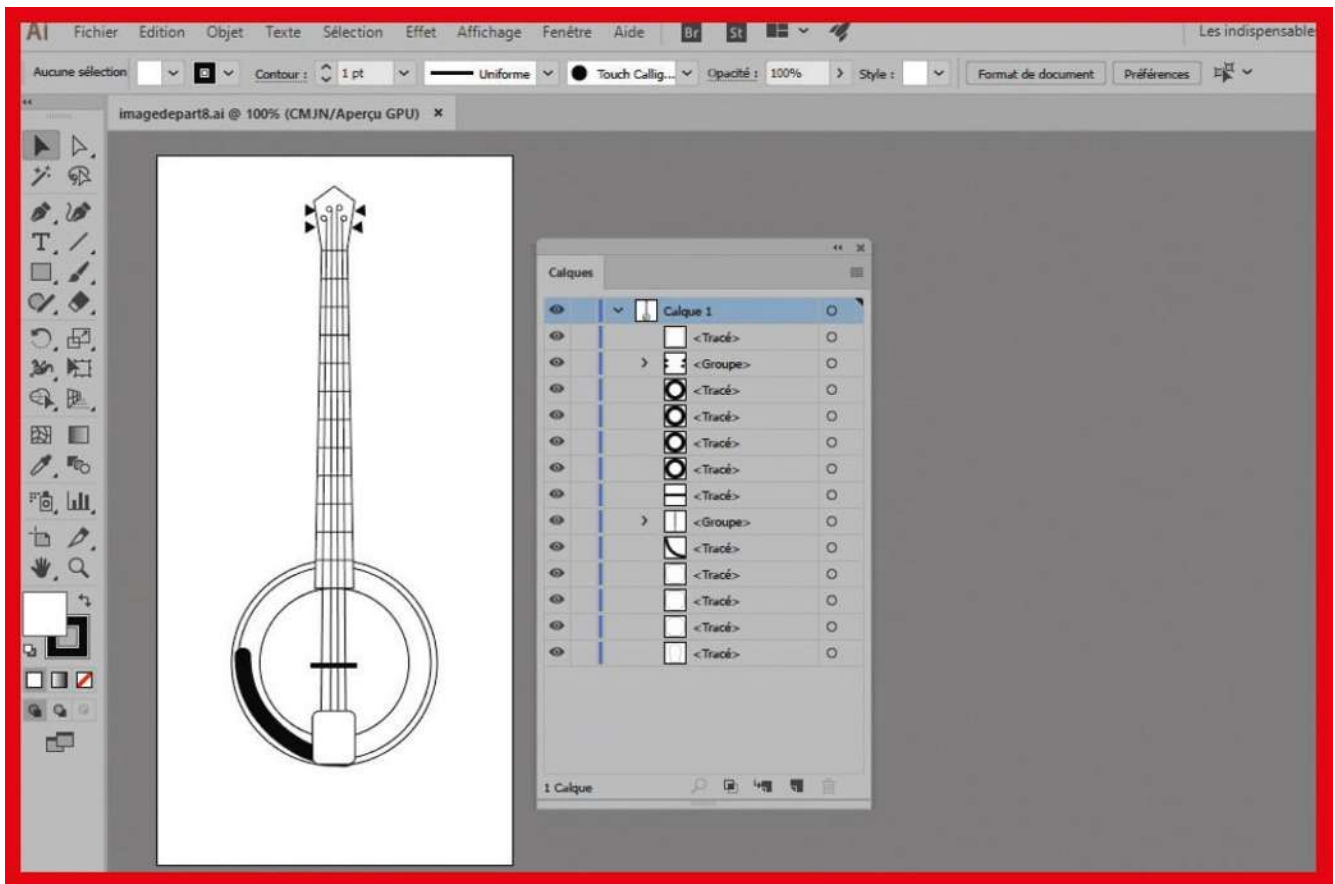 Ai Fichier Edition Objet Texte Sélection Effet Affichage Fenêtre Aide Br St Les indispensable
Aucune sélection Contour : 1 pt Uniforme Touch Callig... Opacité : 100% Style : Format de document Préférences
imagedepart8.ai @ 100% (CMJN/Aperçu GPU) ×
Calques
Calque 1
<Tracé>
<Groupe>
<Tracé>
<Tracé>
<Tracé>
<Tracé>
<Tracé>
<Groupe>
<Tracé>
<Tracé>
<Tracé>
<Tracé>
<Tracé>
1 Calque